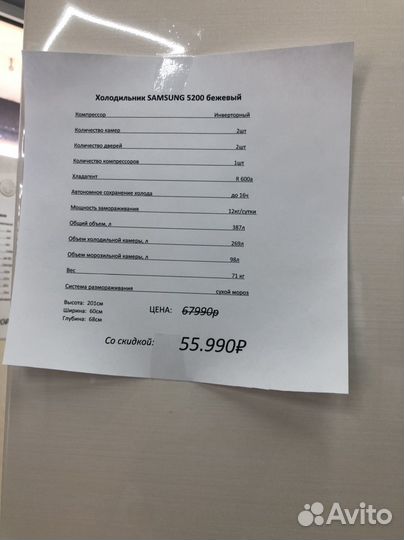 Холодильник SAMSUNG 5200 бежевый
Компрессор Инверторный
Количество камер 2шт
Количество дверей 2шт
Количество компрессоров 1шт
Хладагент R 600a
Автономное сохранение холода до 16ч
Мощность замораживания 12кг/сутки
Общий объем, л 387л
Объем холодильной камеры, л 269л
Объем морозильной камеры, л 98л
Вес 71 кг
Система размораживания сухой мороз
Высота: 201см
Ширина: 60см
Глубина: 68см
ЦЕНА: 67990р
Со скидкой: 55.990₽
Avito